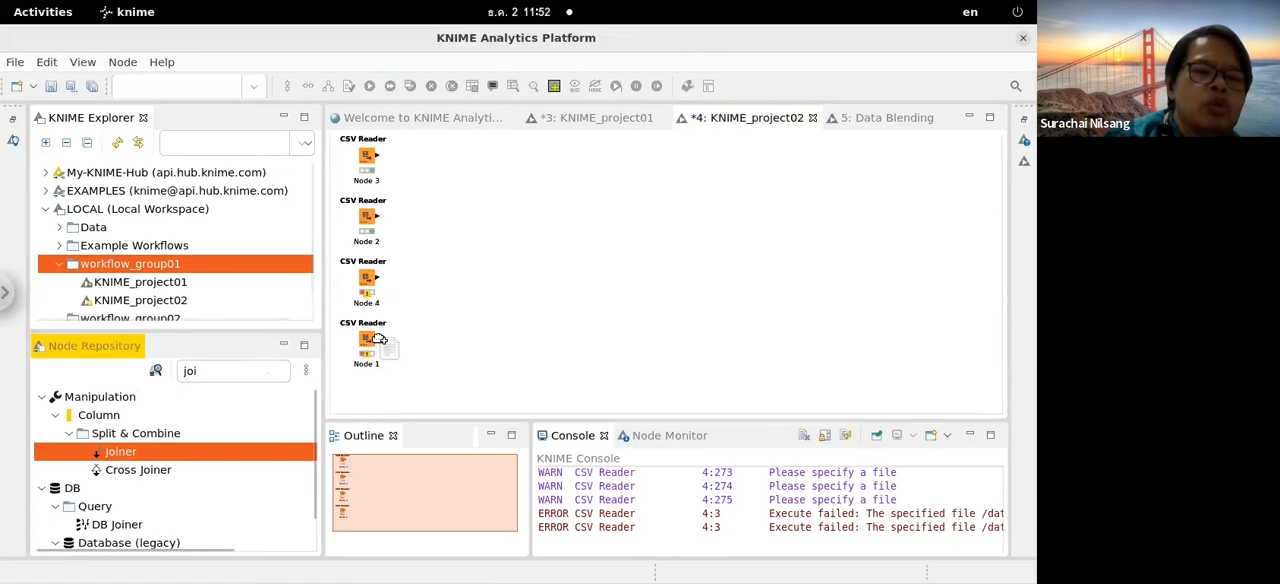 Activities
knime
ธ.ค. 2 11:52
en
KNIME Analytics Platform
File Edit View Node Help
KNIME Explorer
Welcome to KNIME Analyti...
*3: KNIME_project01
*4: KNIME_project02
5: Data Blending
My-KNIME-Hub (api.hub.knime.com)
EXAMPLES (knime@api.hub.knime.com)
LOCAL (Local Workspace)
Data
Example Workflows
workflow_group01
KNIME_project01
KNIME_project02
workflow_group02
CSV Reader
Node 3
CSV Reader
Node 2
CSV Reader
Node 4
CSV Reader
Node 1
Node Repository
joi
Manipulation
Column
Split & Combine
Joiner
Cross Joiner
DB
Query
DB Joiner
Database (legacy)
Outline
Console
Node Monitor
KNIME Console
WARN CSV Reader 4:273 Please specify a file
WARN CSV Reader 4:274 Please specify a file
WARN CSV Reader 4:275 Please specify a file
ERROR CSV Reader 4:3 Execute failed: The specified file /dat
ERROR CSV Reader 4:3 Execute failed: The specified file /dat
Surachai Nilsang